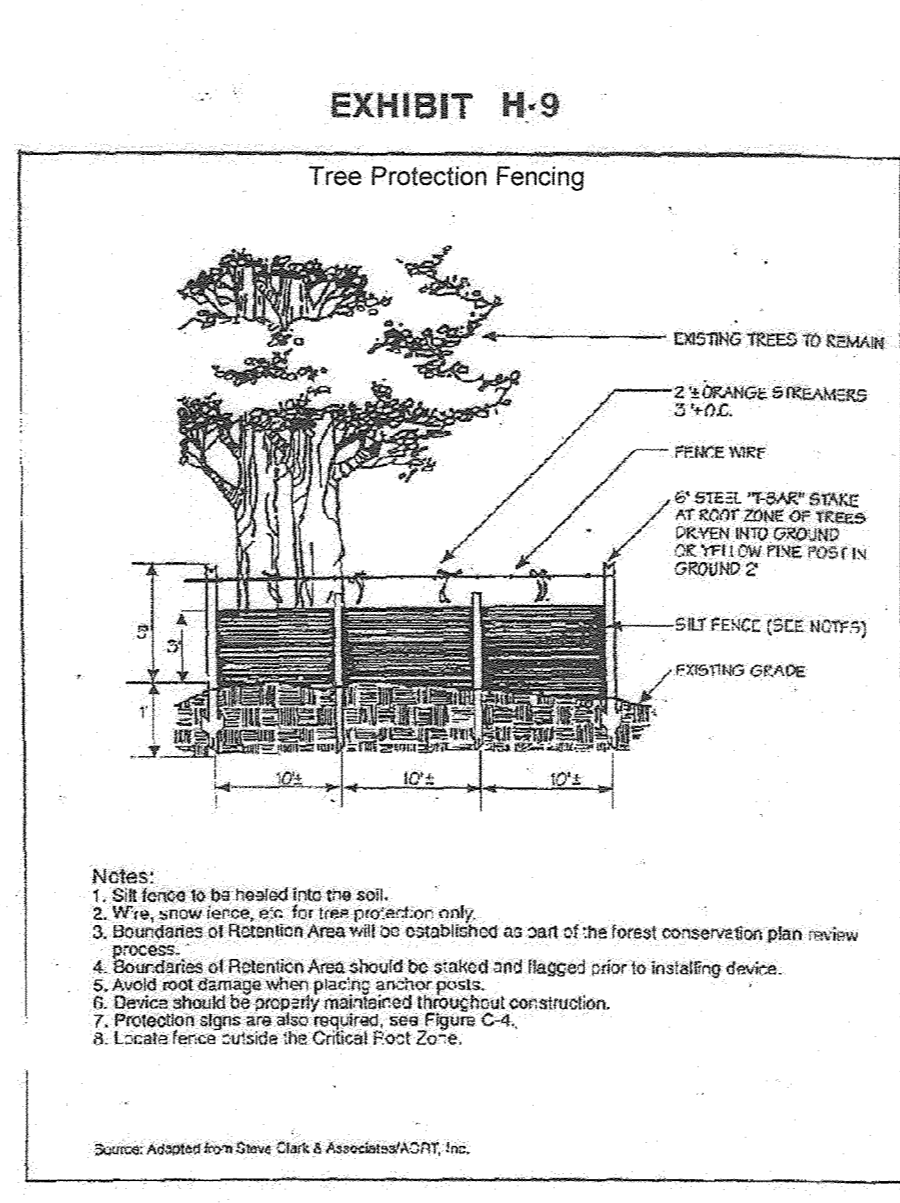 EXHIBIT H-9
Tree Protection Fencing
EXISTING TREES TO REMAIN
2'± ORANGE STREAMERS
3'± O.C.
FENCE WIRE
6' STEEL "T-BAR" STAKE
AT ROOT ZONE OF TREES
DRIVEN INTO GROUND
OR YELLOW PINE POST IN
GROUND 2'
SILT FENCE (SEE NOTES)
EXISTING GRADE
3'
1'
10'± 10'± 10'±
Notes:
1. Silt fence to be heeled into the soil.
2. Wire, snow fence, etc. for tree protection only.
3. Boundaries of Retention Area will be established as part of the forest conservation plan review
process.
4. Boundaries of Retention Area should be staked and flagged prior to installing device.
5. Avoid root damage when placing anchor posts.
6. Device should be properly maintained throughout construction.
7. Protection signs are also required, see Figure C-4.
8. Locate fence outside the Critical Root Zone.
Source: Adapted from Steve Clark & Associates/ACRT, Inc.